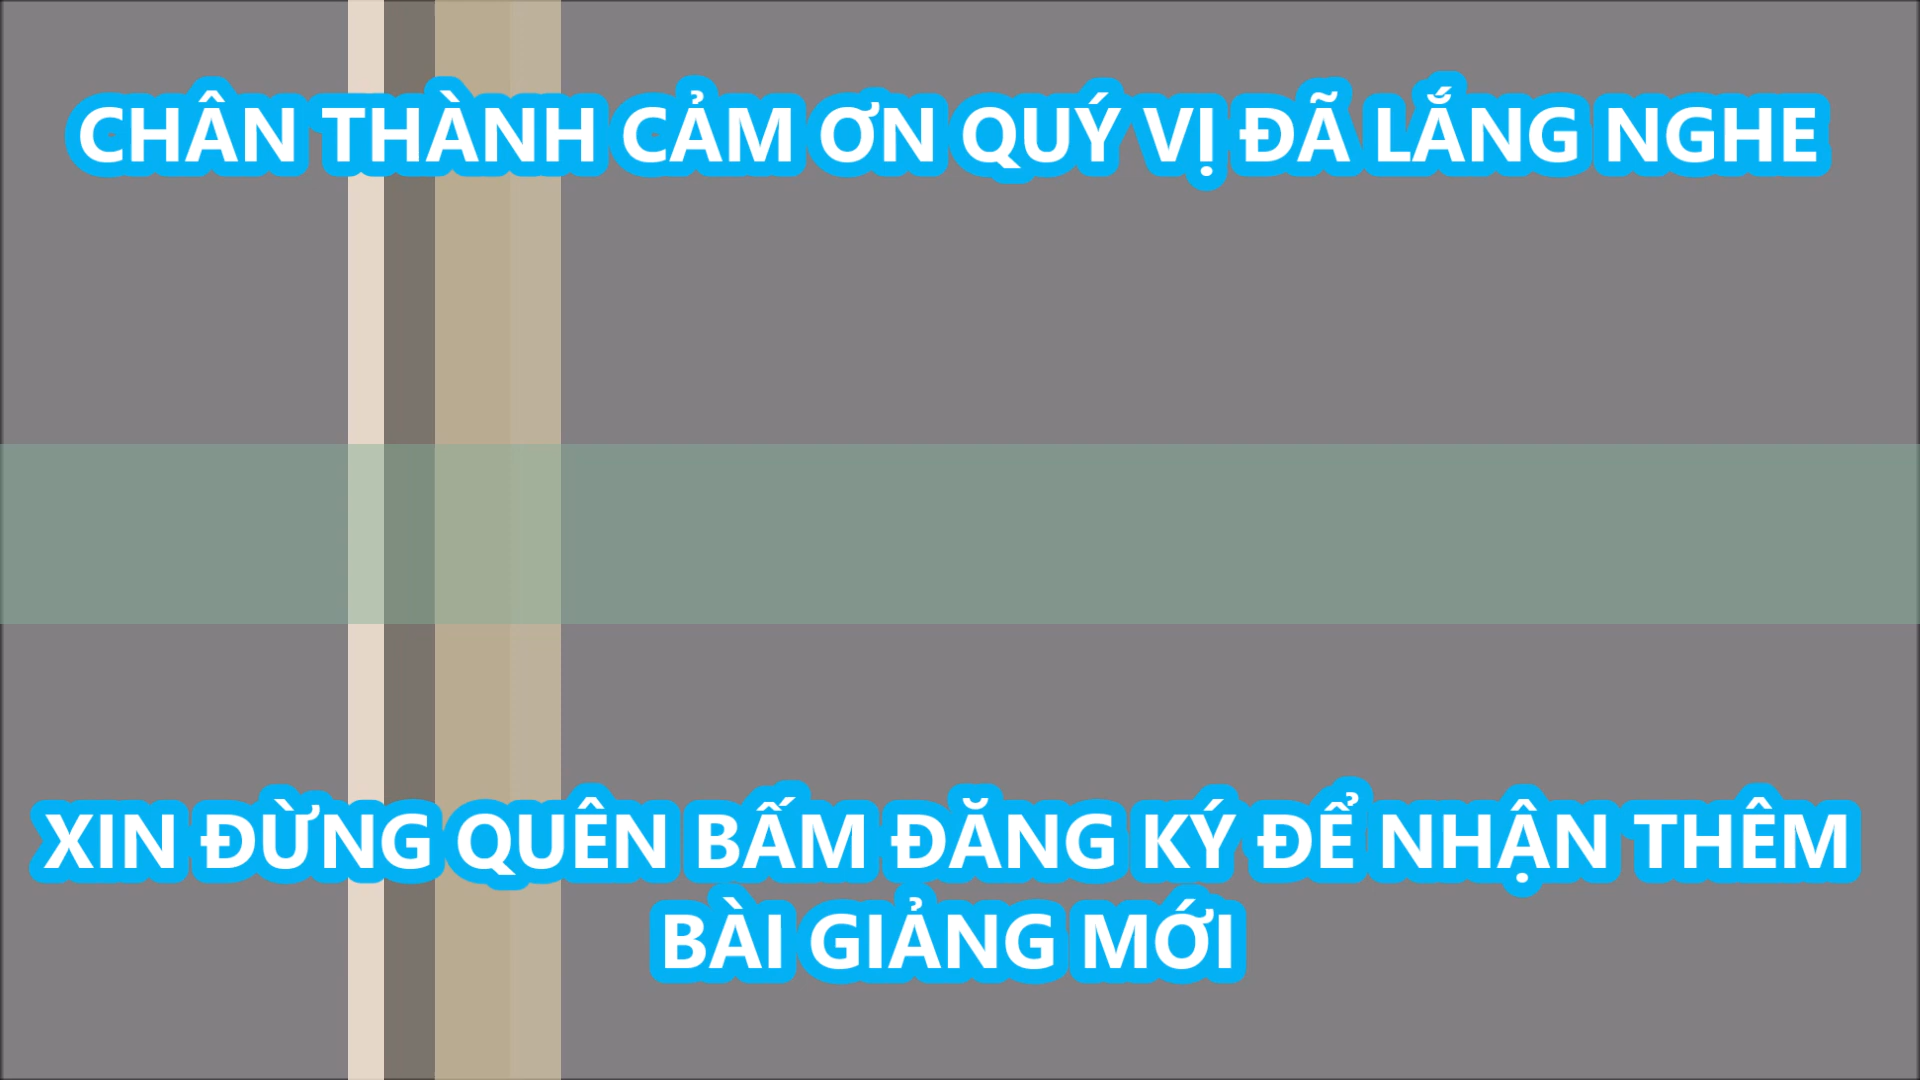 CHÂN THÀNH CẢM ƠN QUÝ VỊ ĐÃ LẮNG NGHE
XIN ĐỪNG QUÊN BẤM ĐĂNG KÝ ĐỂ NHẬN THÊM
BÀI GIẢNG MỚI